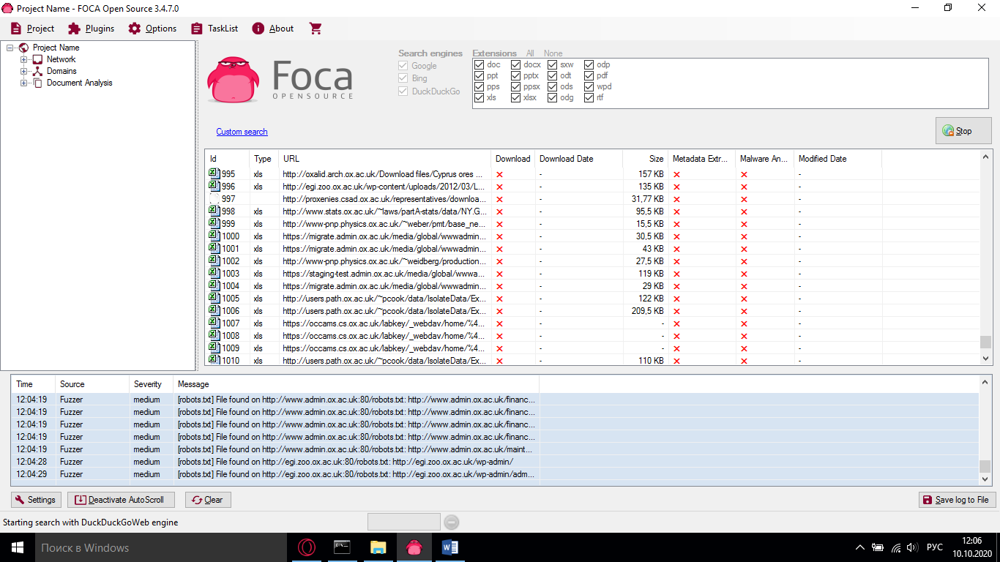 Project Name - FOCA Open Source 3.4.7.0
Project Plugins Options TaskList About
Project Name
Network
Domains
Document Analysis
Foca
OPENSOURCE
Search engines
Google
Bing
DuckDuckGo
Extensions All None
doc docx sxw odp
ppt pptx odt pdf
pps ppsx ods wpd
xls xlsx odg rtf
Custom search
Stop
Id Type URL Download Download Date Size Metadata Extr... Malware An... Modified Date
995 xls http://oxalid.arch.ox.ac.uk/Download files/Cyprus ores ... - 157 KB -
996 xls http://egi.zoo.ox.ac.uk/wp-content/uploads/2012/03/L... - 135 KB -
997 http://proxenies.csad.ox.ac.uk/representatives/downloa... - 31,77 KB -
998 xls http://www.stats.ox.ac.uk/~laws/partA-stats/data/NY.G... - 95,5 KB -
999 xls http://www-pnp.physics.ox.ac.uk/~weber/pmt/base_ne... - 15,5 KB -
1000 xls https://migrate.admin.ox.ac.uk/media/global/wwwadmin... - 30,5 KB -
1001 xls https://migrate.admin.ox.ac.uk/media/global/wwwadmin... - 43 KB -
1002 xls http://www-pnp.physics.ox.ac.uk/~weidberg/production... - 27,5 KB -
1003 xls https://staging-test.admin.ox.ac.uk/media/global/wwwa... - 119 KB -
1004 xls https://migrate.admin.ox.ac.uk/media/global/wwwadmin... - 29 KB -
1005 xls http://users.path.ox.ac.uk/~pcook/data/IsolateData/Ex... - 122 KB -
1006 xls http://users.path.ox.ac.uk/~pcook/data/IsolateData/Ex... - 209,5 KB -
1007 xls https://occams.cs.ox.ac.uk/labkey/_webdav/home/%4... - - -
1008 xls https://occams.cs.ox.ac.uk/labkey/_webdav/home/%4... - - -
1009 xls https://occams.cs.ox.ac.uk/labkey/_webdav/home/%4... - - -
1010 xls http://users.path.ox.ac.uk/~pcook/data/IsolateData/Ex... - 110 KB -
Time Source Severity Message
12:04:19 Fuzzer medium [robots.txt] File found on http://www.admin.ox.ac.uk:80/robots.txt: http://www.admin.ox.ac.uk/financ...
12:04:19 Fuzzer medium [robots.txt] File found on http://www.admin.ox.ac.uk:80/robots.txt: http://www.admin.ox.ac.uk/financ...
12:04:19 Fuzzer medium [robots.txt] File found on http://www.admin.ox.ac.uk:80/robots.txt: http://www.admin.ox.ac.uk/financ...
12:04:19 Fuzzer medium [robots.txt] File found on http://www.admin.ox.ac.uk:80/robots.txt: http://www.admin.ox.ac.uk/financ...
12:04:19 Fuzzer medium [robots.txt] File found on http://www.admin.ox.ac.uk:80/robots.txt: http://www.admin.ox.ac.uk/maint...
12:04:28 Fuzzer medium [robots.txt] File found on http://egi.zoo.ox.ac.uk:80/robots.txt: http://egi.zoo.ox.ac.uk/wp-admin/
12:04:29 Fuzzer medium [robots.txt] File found on http://egi.zoo.ox.ac.uk:80/robots.txt: http://egi.zoo.ox.ac.uk/wp-admin/adm...
Settings Deactivate AutoScroll Clear Save log to File
Starting search with DuckDuckGoWeb engine
Поиск в Windows
РУС
12:06
10.10.2020